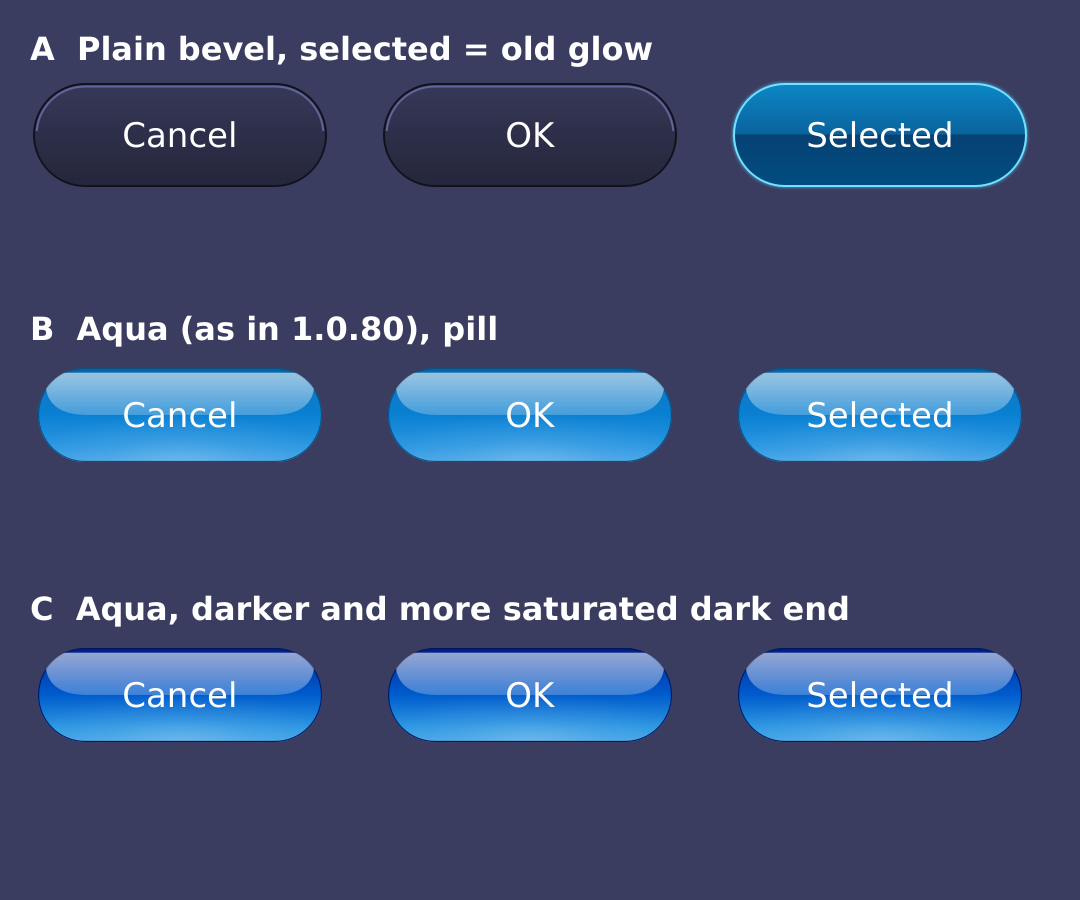 A  Plain bevel, selected = old glow
Cancel OK Selected
B  Aqua (as in 1.0.80), pill
Cancel OK Selected
C  Aqua, darker and more saturated dark end
Cancel OK Selected